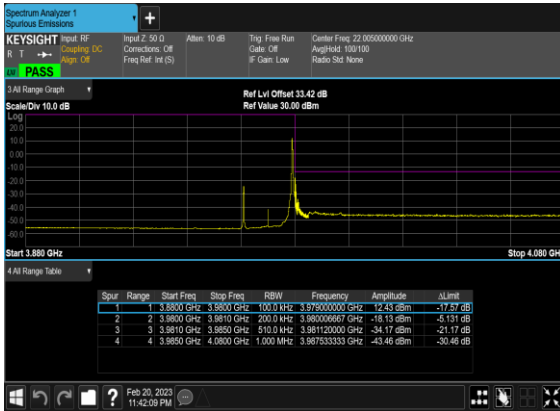 Spectrum Analyzer 1
Spurious Emissions
KEYSIGHT Input: RF Input Z: 50 Ω Atten: 10 dB Trig: Free Run Center Freq: 22.005000000 GHz
R T Coupling: DC Corrections: Off Gate: Off Avg|Hold: 100/100
Align: Off Freq Ref: Int (S) IF Gain: Low Radio Std: None
PASS
3 All Range Graph
Ref Lvl Offset 33.42 dB
Scale/Div 10.0 dB Ref Value 30.00 dBm
Log
20.0
10.0
0.00
-10.0
-20.0
-30.0
-40.0
-50.0
-60.0
Start 3.880 GHz Stop 4.080 GH
4 All Range Table
Spur Range Start Freq Stop Freq RBW Frequency Amplitude ΔLimit
1 1 3.8800 GHz 3.9800 GHz 100.0 kHz 3.979000000 GHz 12.43 dBm -17.57 dB
2 2 3.9800 GHz 3.9810 GHz 200.0 kHz 3.980006667 GHz -18.13 dBm -5.131 dB
3 3 3.9810 GHz 3.9850 GHz 510.0 kHz 3.981120000 GHz -34.17 dBm -21.17 dB
4 4 3.9850 GHz 4.0800 GHz 1.000 MHz 3.987533333 GHz -43.46 dBm -30.46 dB
? Feb 20, 2023
11:42:09 PM